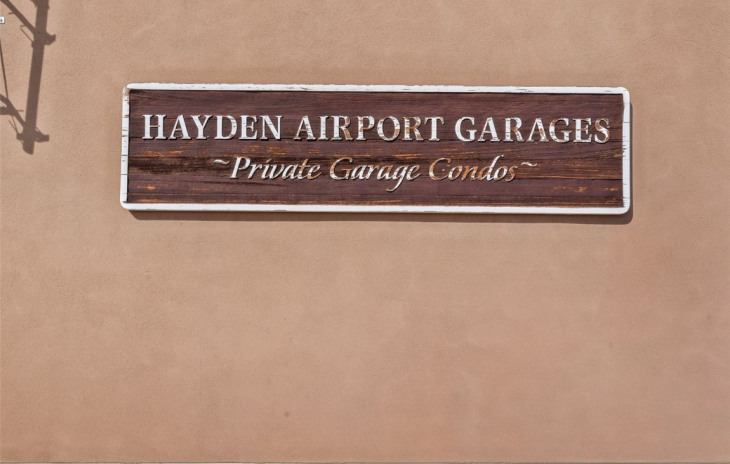 HAYDEN AIRPORT GARAGES
~Private Garage Condos~